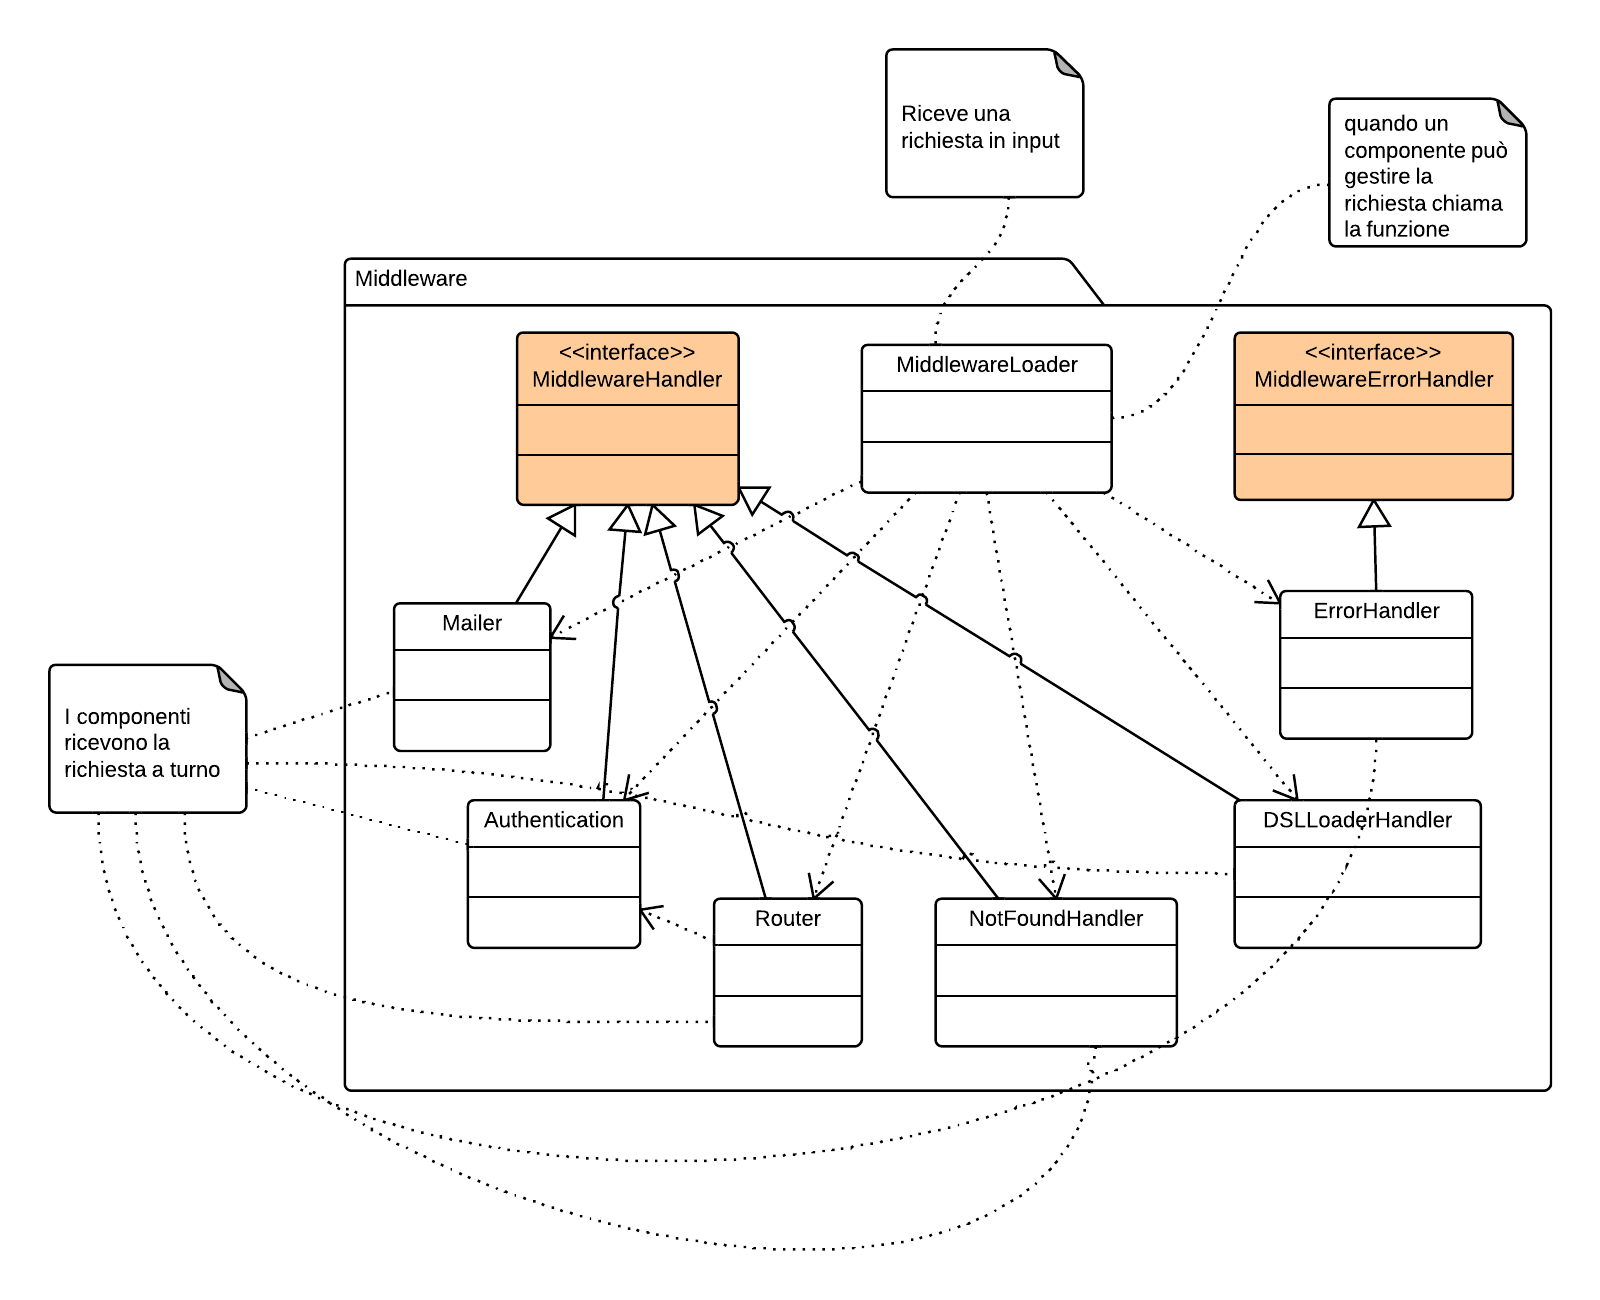 Riceve una
richiesta in input
quando un
componente può
gestire la
richiesta chiama
la funzione
Middleware
<<interface>>
MiddlewareHandler
MiddlewareLoader
<<interface>>
MiddlewareErrorHandler
Mailer
ErrorHandler
I componenti
ricevono la
richiesta a turno
Authentication
DSLLoaderHandler
Router
NotFoundHandler